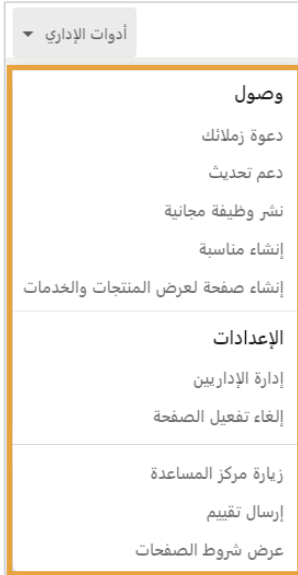 أدوات الإداري
وصول
دعوة زملائك
دعم تحديث
نشر وظيفة مجانية
إنشاء مناسبة
إنشاء صفحة لعرض المنتجات والخدمات
الإعدادات
إدارة الإداريين
إلغاء تفعيل الصفحة
زيارة مركز المساعدة
إرسال تقييم
عرض شروط الصفحات